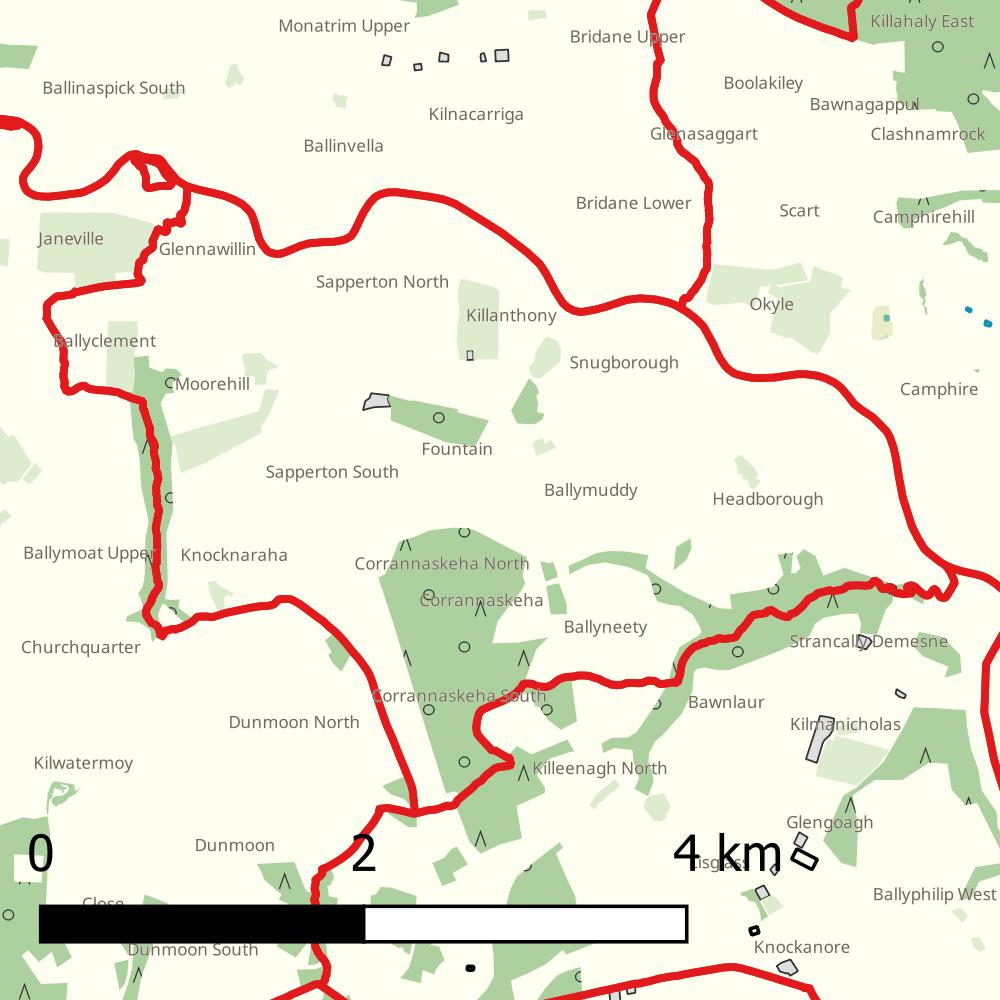 Killahaly East
Monatrim Upper
Bridane Upper
Boolakiley
Ballinaspick South
Bawnagappul
Kilnacarriga
Glenasaggart
Clashnamrock
Ballinvella
Bridane Lower
Scart
Camphirehill
Janeville
Glennawillin
Sapperton North
Okyle
Killanthony
Ballyclement
Snugborough
Moorehill
Camphire
Fountain
Sapperton South
Ballymuddy
Headborough
Ballymoat Upper
Knocknaraha
Corrannaskeha North
Corrannaskeha
Ballyneety
Churchquarter
Strancally Demesne
Corrannaskeha South
Bawnlaur
Dunmoon North
Kilmanicholas
Kilwatermoy
Killeenagh North
Glengoagh
Dunmoon
0 2 4 km
Lisglass
Ballyphilip West
Close
Dunmoon South
Knockanore